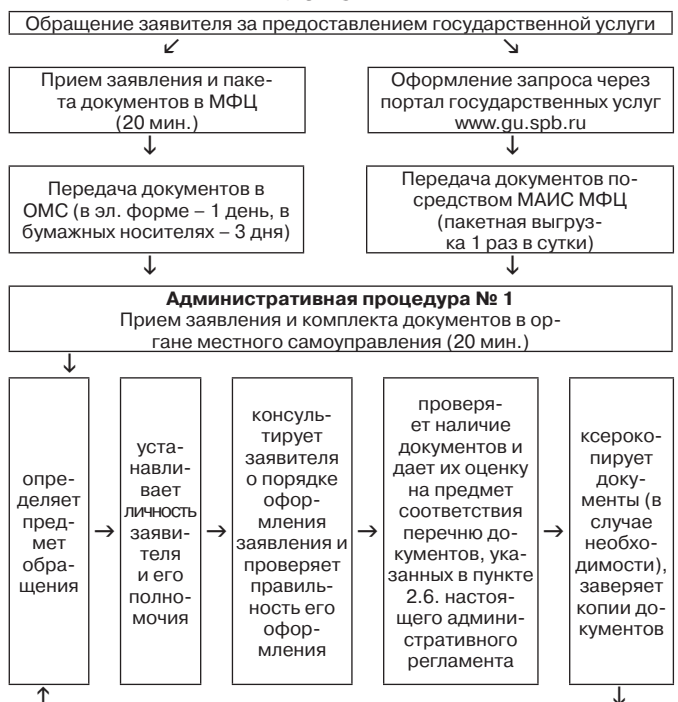 Обращение заявителя за предоставлением государственной услуги
↙ ↘
Прием заявления и паке-
та документов в МФЦ
(20 мин.)
Оформление запроса через
портал государственных услуг
www.gu.spb.ru
↓ ↓
Передача документов в
ОМС (в эл. форме – 1 день, в
бумажных носителях – 3 дня)
Передача документов по-
средством МАИС МФЦ
(пакетная выгруз-
ка 1 раз в сутки)
↓ ↓
Административная процедура № 1
Прием заявления и комплекта документов в ор-
гане местного самоуправления (20 мин.)
↓
опре-
деляет
пред-
мет
обра-
щения
→
уста-
навли-
вает
личность
заяви-
теля
и его
полно-
мочия
→
консуль-
тирует
заявителя
о порядке
офор-
мления
заявления и
проверяет
правиль-
ность его
офор-
мления
→
проверя-
ет наличие
документов и
дает их оценку
на предмет
соответствия
перечню до-
кументов, ука-
занных в пункте
2.6. настоя-
щего админи-
стративного
регламента
→
ксероко-
пирует
доку-
менты (в
случае
необхо-
димости),
заверяет
копии до-
кументов
↑ ↓